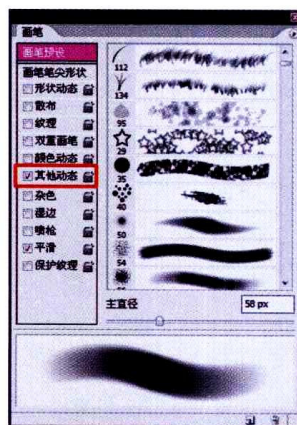 画笔
画笔预设
画笔笔尖形状
形状动态
散布
纹理
双重画笔
颜色动态
其他动态
杂色
湿边
喷枪
平滑
保护纹理
112
134
95
29
35
40
50
54
主直径
58 px